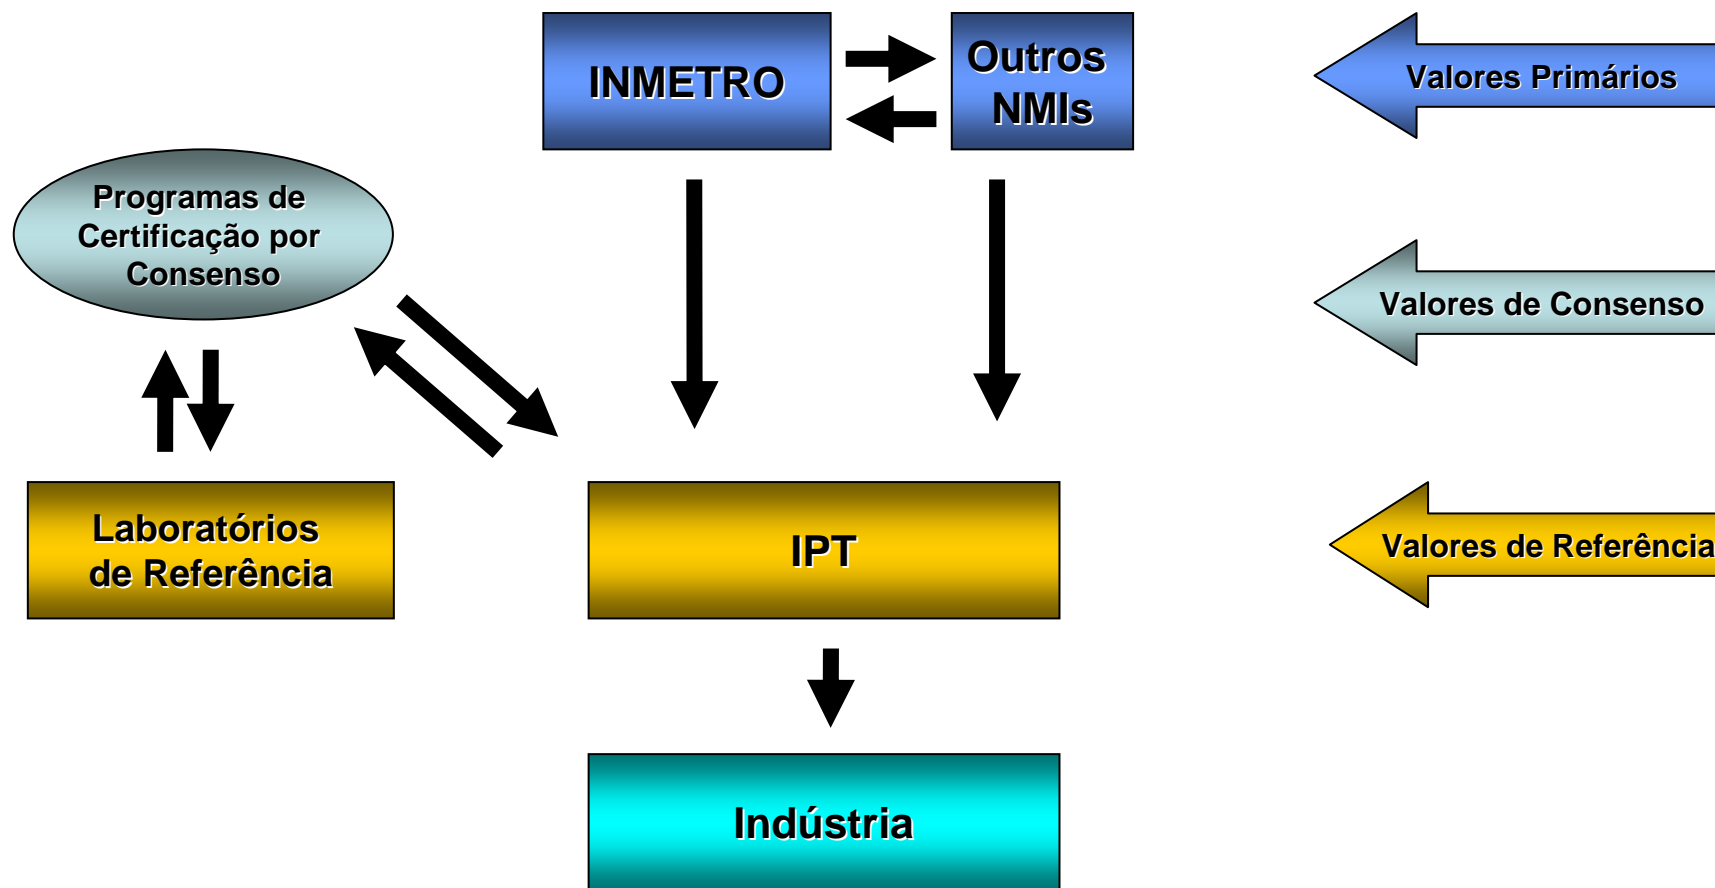 INMETRO
Outros
NMIs
Valores Primários
Programas de
Certificação por
Consenso
Valores de Consenso
Laboratórios
de Referência
IPT
Valores de Referência
Indústria